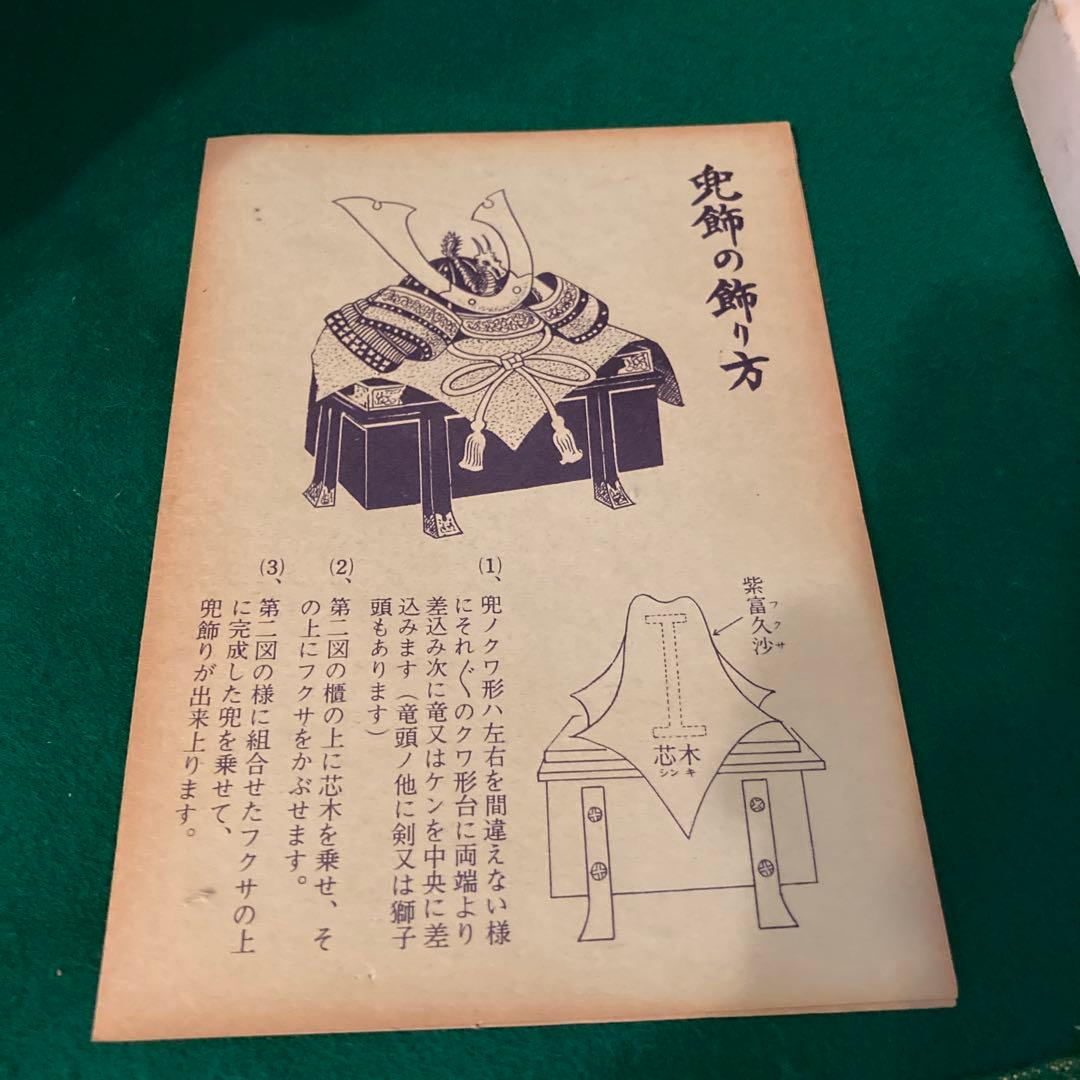 兜飾の飾り方
紫富久沙
フクサ
芯木
シンキ
(1)、兜ノクワ形ハ左右を間違えない様
にそれ〲のクワ形台に両端より
差込み次に竜又はケンを中央に差
込みます（竜頭ノ他に剣又は獅子
頭もあります）
(2)、第二図の櫃の上に芯木を乗せ、そ
の上にフクサをかぶせます。
(3)、第二図の様に組合せたフクサの上
に完成した兜を乗せて、
兜飾りが出来上ります。